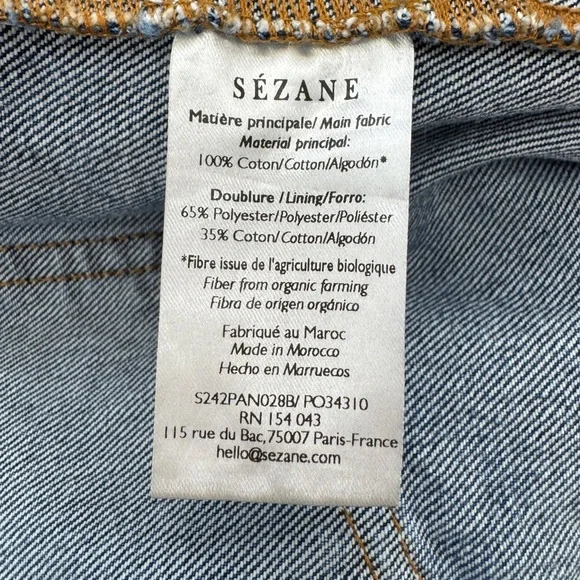 SÉZANE
Matière principale/ Main fabric
Material principal:
100% Coton/Cotton/Algodón*
Doublure /Lining/Forro:
65% Polyester/Polyester/Poliéster
35% Coton/Cotton/Algodón
*Fibre issue de l'agriculture biologique
Fiber from organic farming
Fibra de origen orgánico
Fabriqué au Maroc
Made in Morocco
Hecho en Marruecos
S242PAN028B/ PO34310
RN 154 043
115 rue du Bac,75007 Paris-France
hello@sezane.com